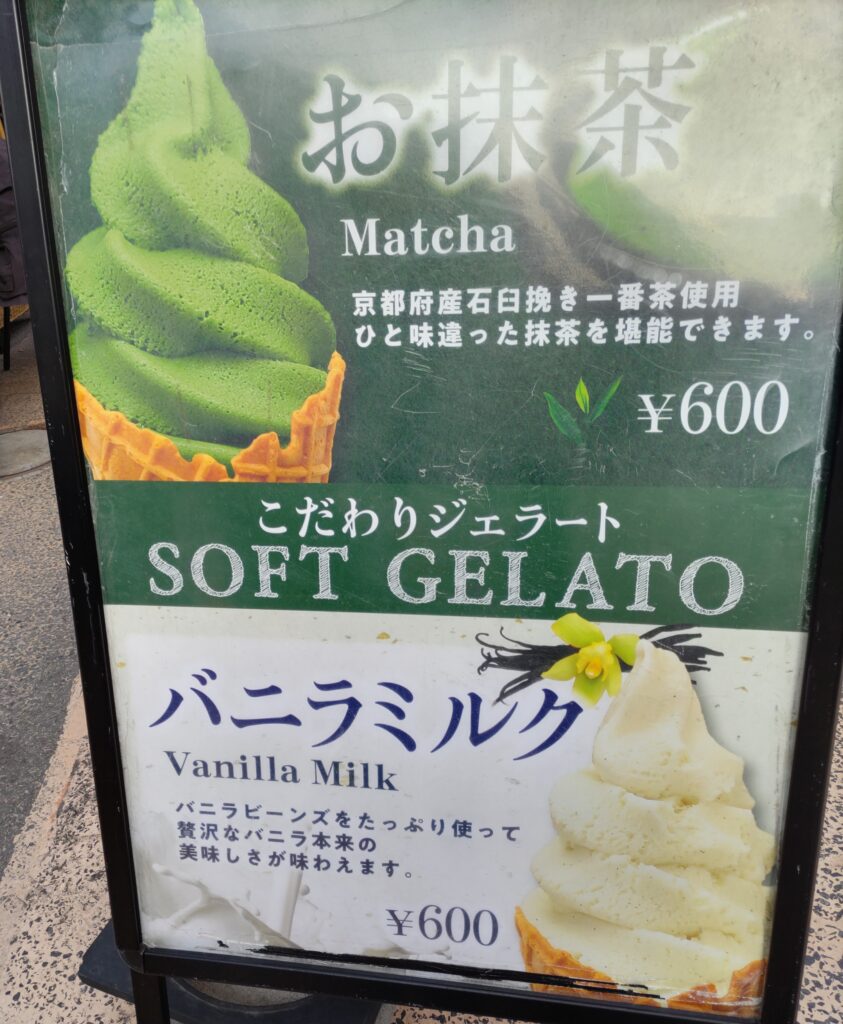 お抹茶
Matcha
京都府産石臼挽き一番茶使用
ひと味違った抹茶を堪能できます。
¥600
こだわりジェラート
SOFT GELATO
バニラミルク
Vanilla Milk
バニラビーンズをたっぷり使って
贅沢なバニラ本来の
美味しさが味わえます。
¥600